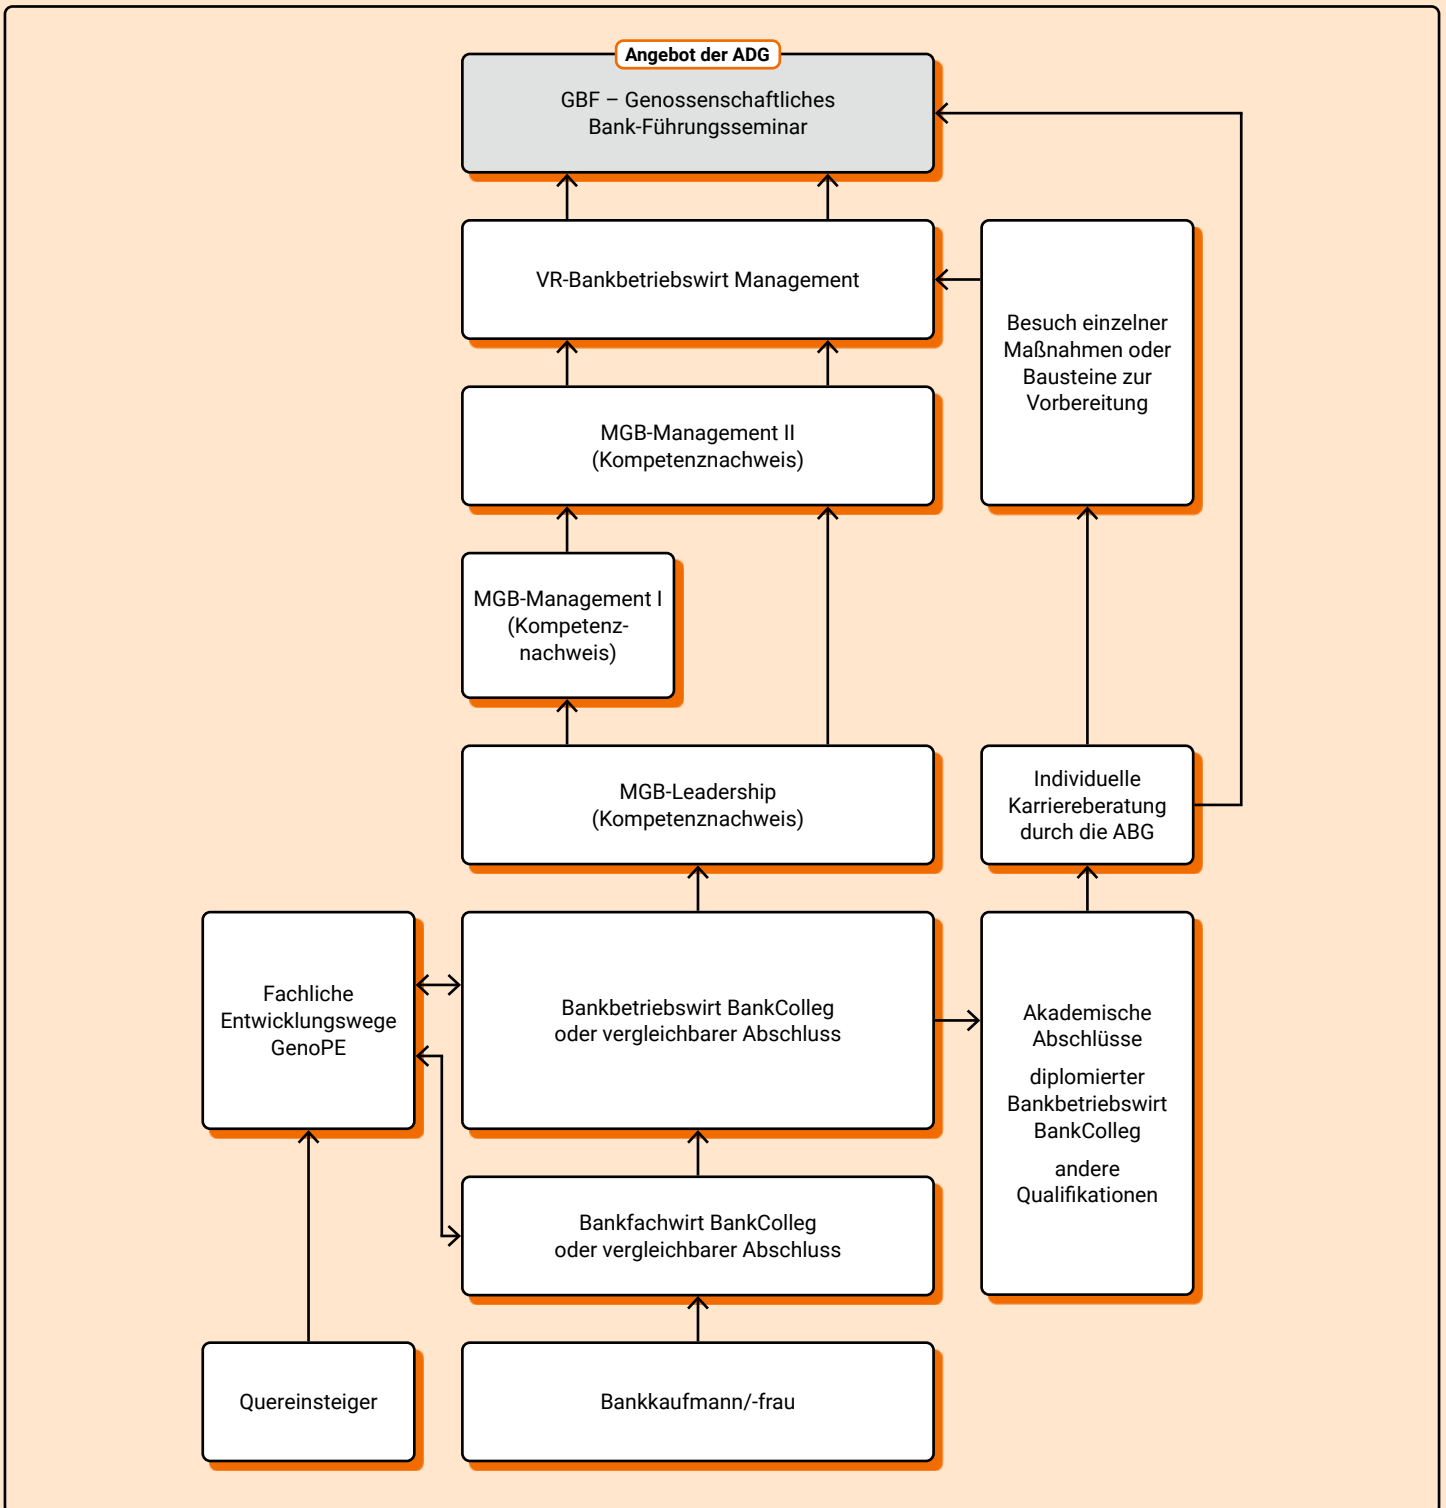 Angebot der ADG
GBF – Genossenschaftliches
Bank-Führungsseminar
VR-Bankbetriebswirt Management
Besuch einzelner
Maßnahmen oder
Bausteine zur
Vorbereitung
MGB-Management II
(Kompetenznachweis)
MGB-Management I
(Kompetenz-
nachweis)
MGB-Leadership
(Kompetenznachweis)
Individuelle
Karriereberatung
durch die ABG
Fachliche
Entwicklungswege
GenoPE
Bankbetriebswirt BankColleg
oder vergleichbarer Abschluss
Akademische
Abschlüsse
diplomierter
Bankbetriebswirt
BankColleg
andere
Qualifikationen
Bankfachwirt BankColleg
oder vergleichbarer Abschluss
Quereinsteiger
Bankkaufmann/-frau